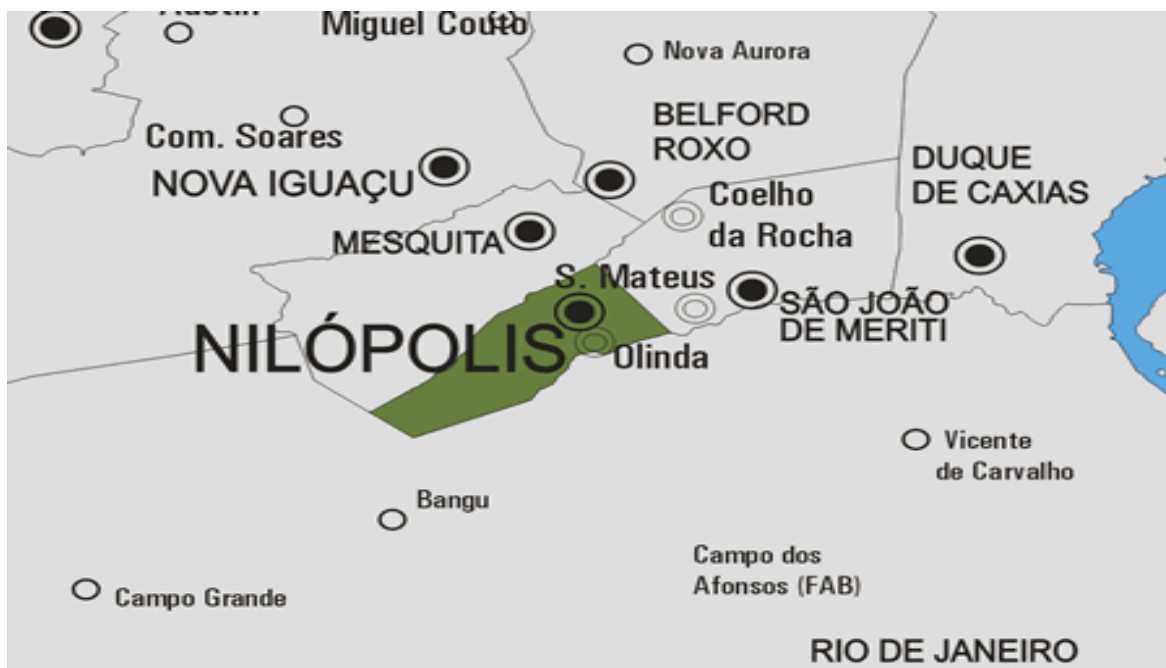 Austin
Miguel Couto
Nova Aurora
Com. Soares
BELFORD
ROXO
NOVA IGUAÇU
DUQUE
DE CAXIAS
Coelho
da Rocha
MESQUITA
S. Mateus
SÃO JOÃO
DE MERITI
NILÓPOLIS
Olinda
Vicente
de Carvalho
Bangu
Campo dos
Afonsos (FAB)
Campo Grande
RIO DE JANEIRO